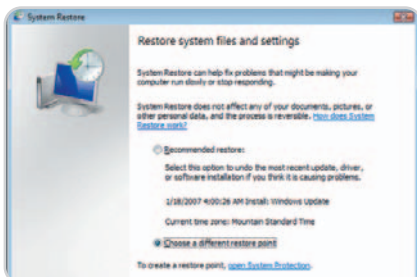 System Restore
Restore system files and settings
System Restore can help fix problems that might be making your
computer run slowly or stop responding.
System Restore does not affect any of your documents, pictures, or
other personal data, and the process is reversible. How does System
Restore work?
Recommended restore:
Select this option to undo the most recent update, driver,
or software installation if you think it is causing problems.
1/18/2007 4:00:26 AM Install: Windows Update
Current time zone: Mountain Standard Time
Choose a different restore point
To create a restore point, open System Protection.